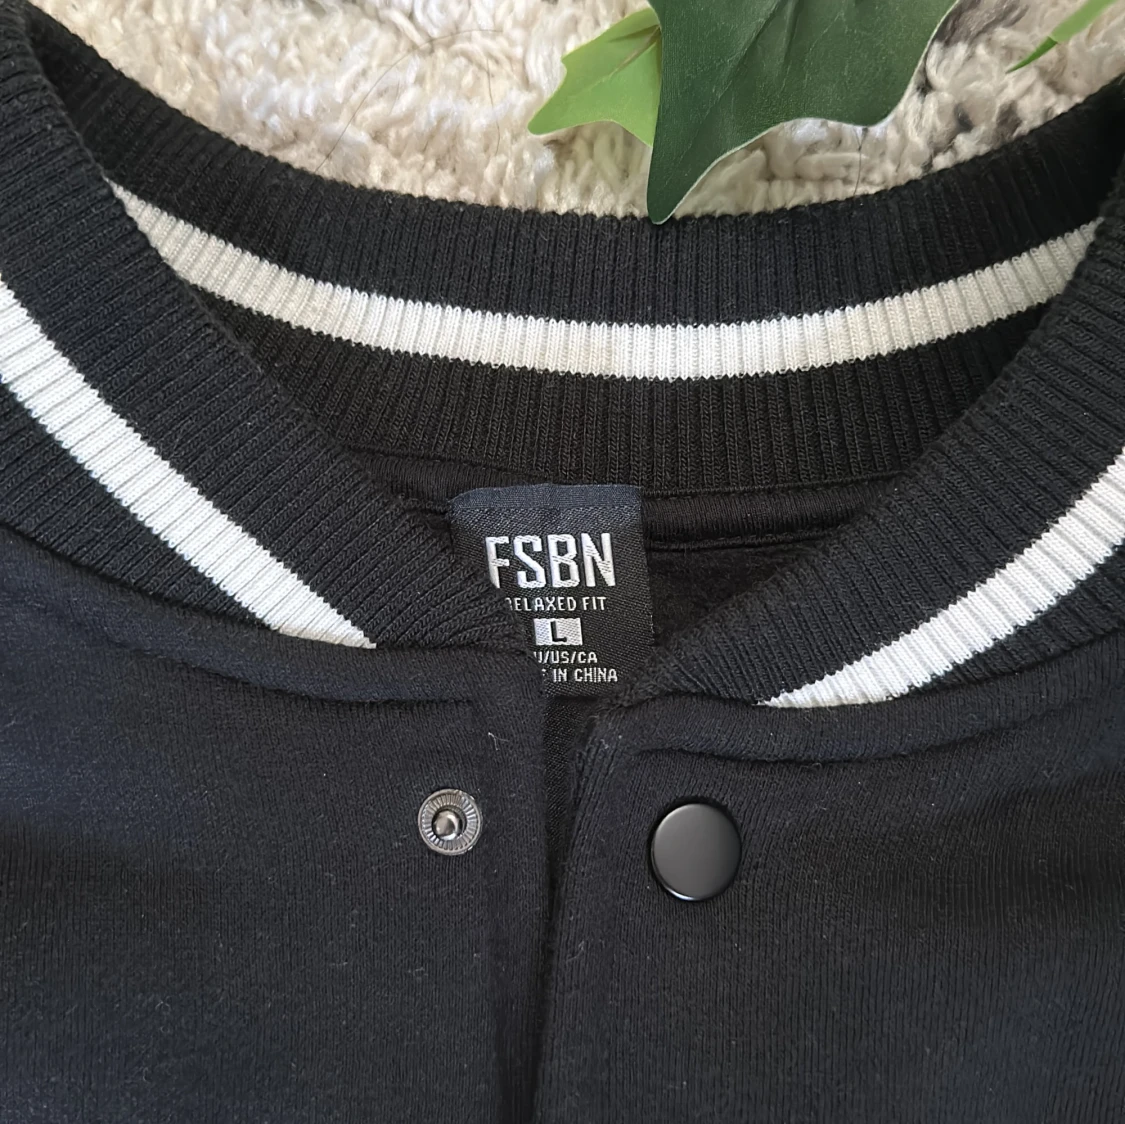 FSBN
RELAXED FIT
L
U/US/CA
IN CHINA